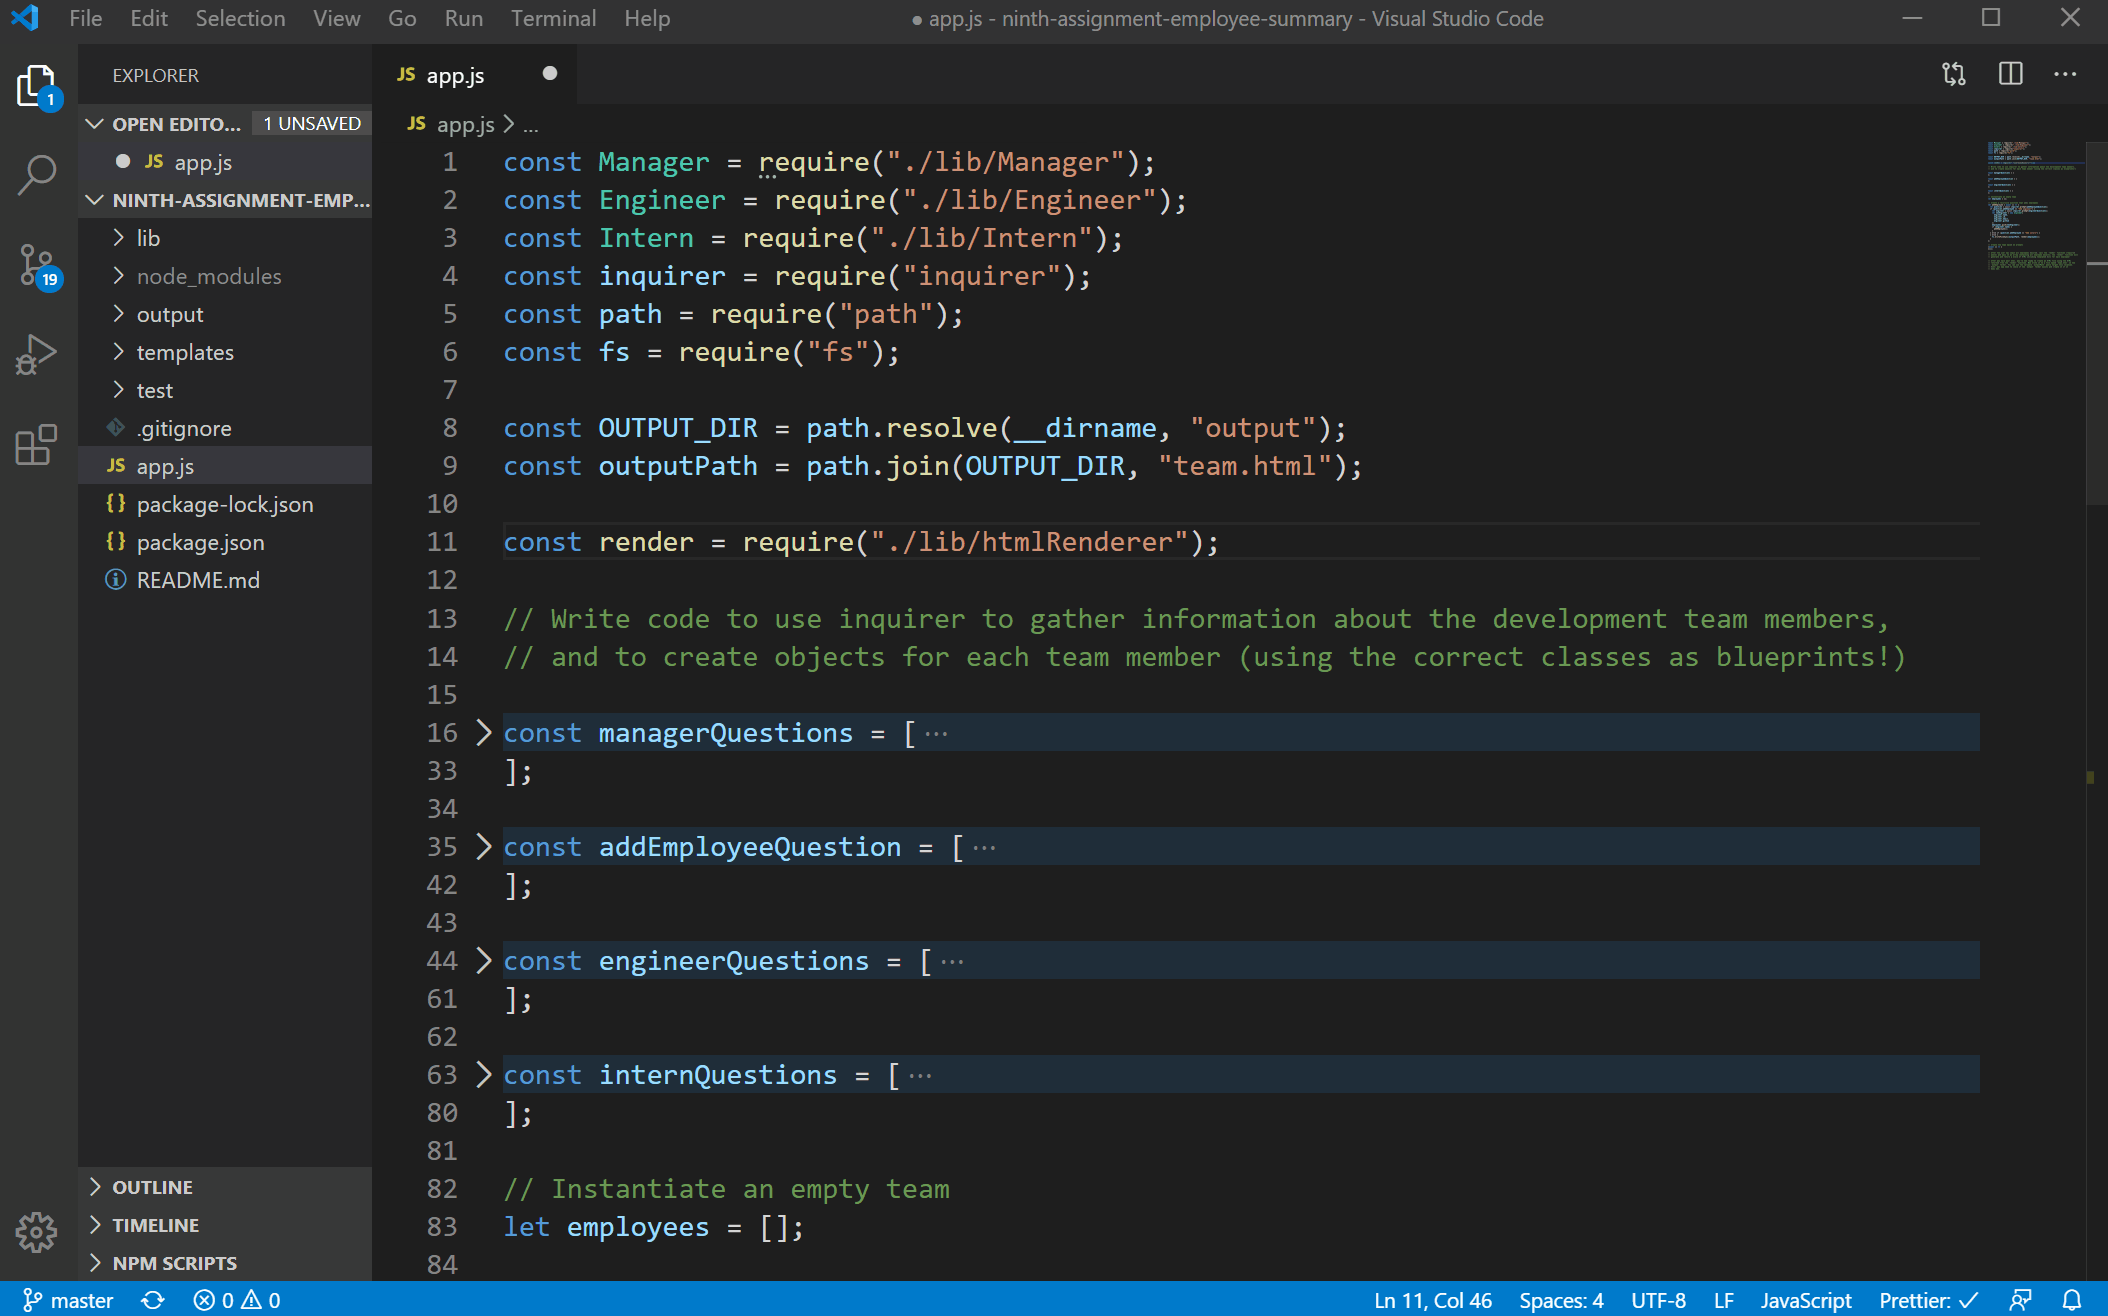 File Edit Selection View Go Run Terminal Help ● app.js - ninth-assignment-employee-summary - Visual Studio Code
EXPLORER
OPEN EDITO... 1 UNSAVED
JS app.js
NINTH-ASSIGNMENT-EMP...
lib
node_modules
output
templates
test
.gitignore
JS app.js
{} package-lock.json
{} package.json
README.md
OUTLINE
TIMELINE
NPM SCRIPTS
1
19
JS app.js
JS app.js > ...
1 const Manager = require("./lib/Manager");
2 const Engineer = require("./lib/Engineer");
3 const Intern = require("./lib/Intern");
4 const inquirer = require("inquirer");
5 const path = require("path");
6 const fs = require("fs");
7
8 const OUTPUT_DIR = path.resolve(__dirname, "output");
9 const outputPath = path.join(OUTPUT_DIR, "team.html");
10
11 const render = require("./lib/htmlRenderer");
12
13 // Write code to use inquirer to gather information about the development team members,
14 // and to create objects for each team member (using the correct classes as blueprints!)
15
16 const managerQuestions = [ ···
33 ];
34
35 const addEmployeeQuestion = [ ···
42 ];
43
44 const engineerQuestions = [ ···
61 ];
62
63 const internQuestions = [ ···
80 ];
81
82 // Instantiate an empty team
83 let employees = [];
84
master 0 0 Ln 11, Col 46 Spaces: 4 UTF-8 LF JavaScript Prettier: ✓